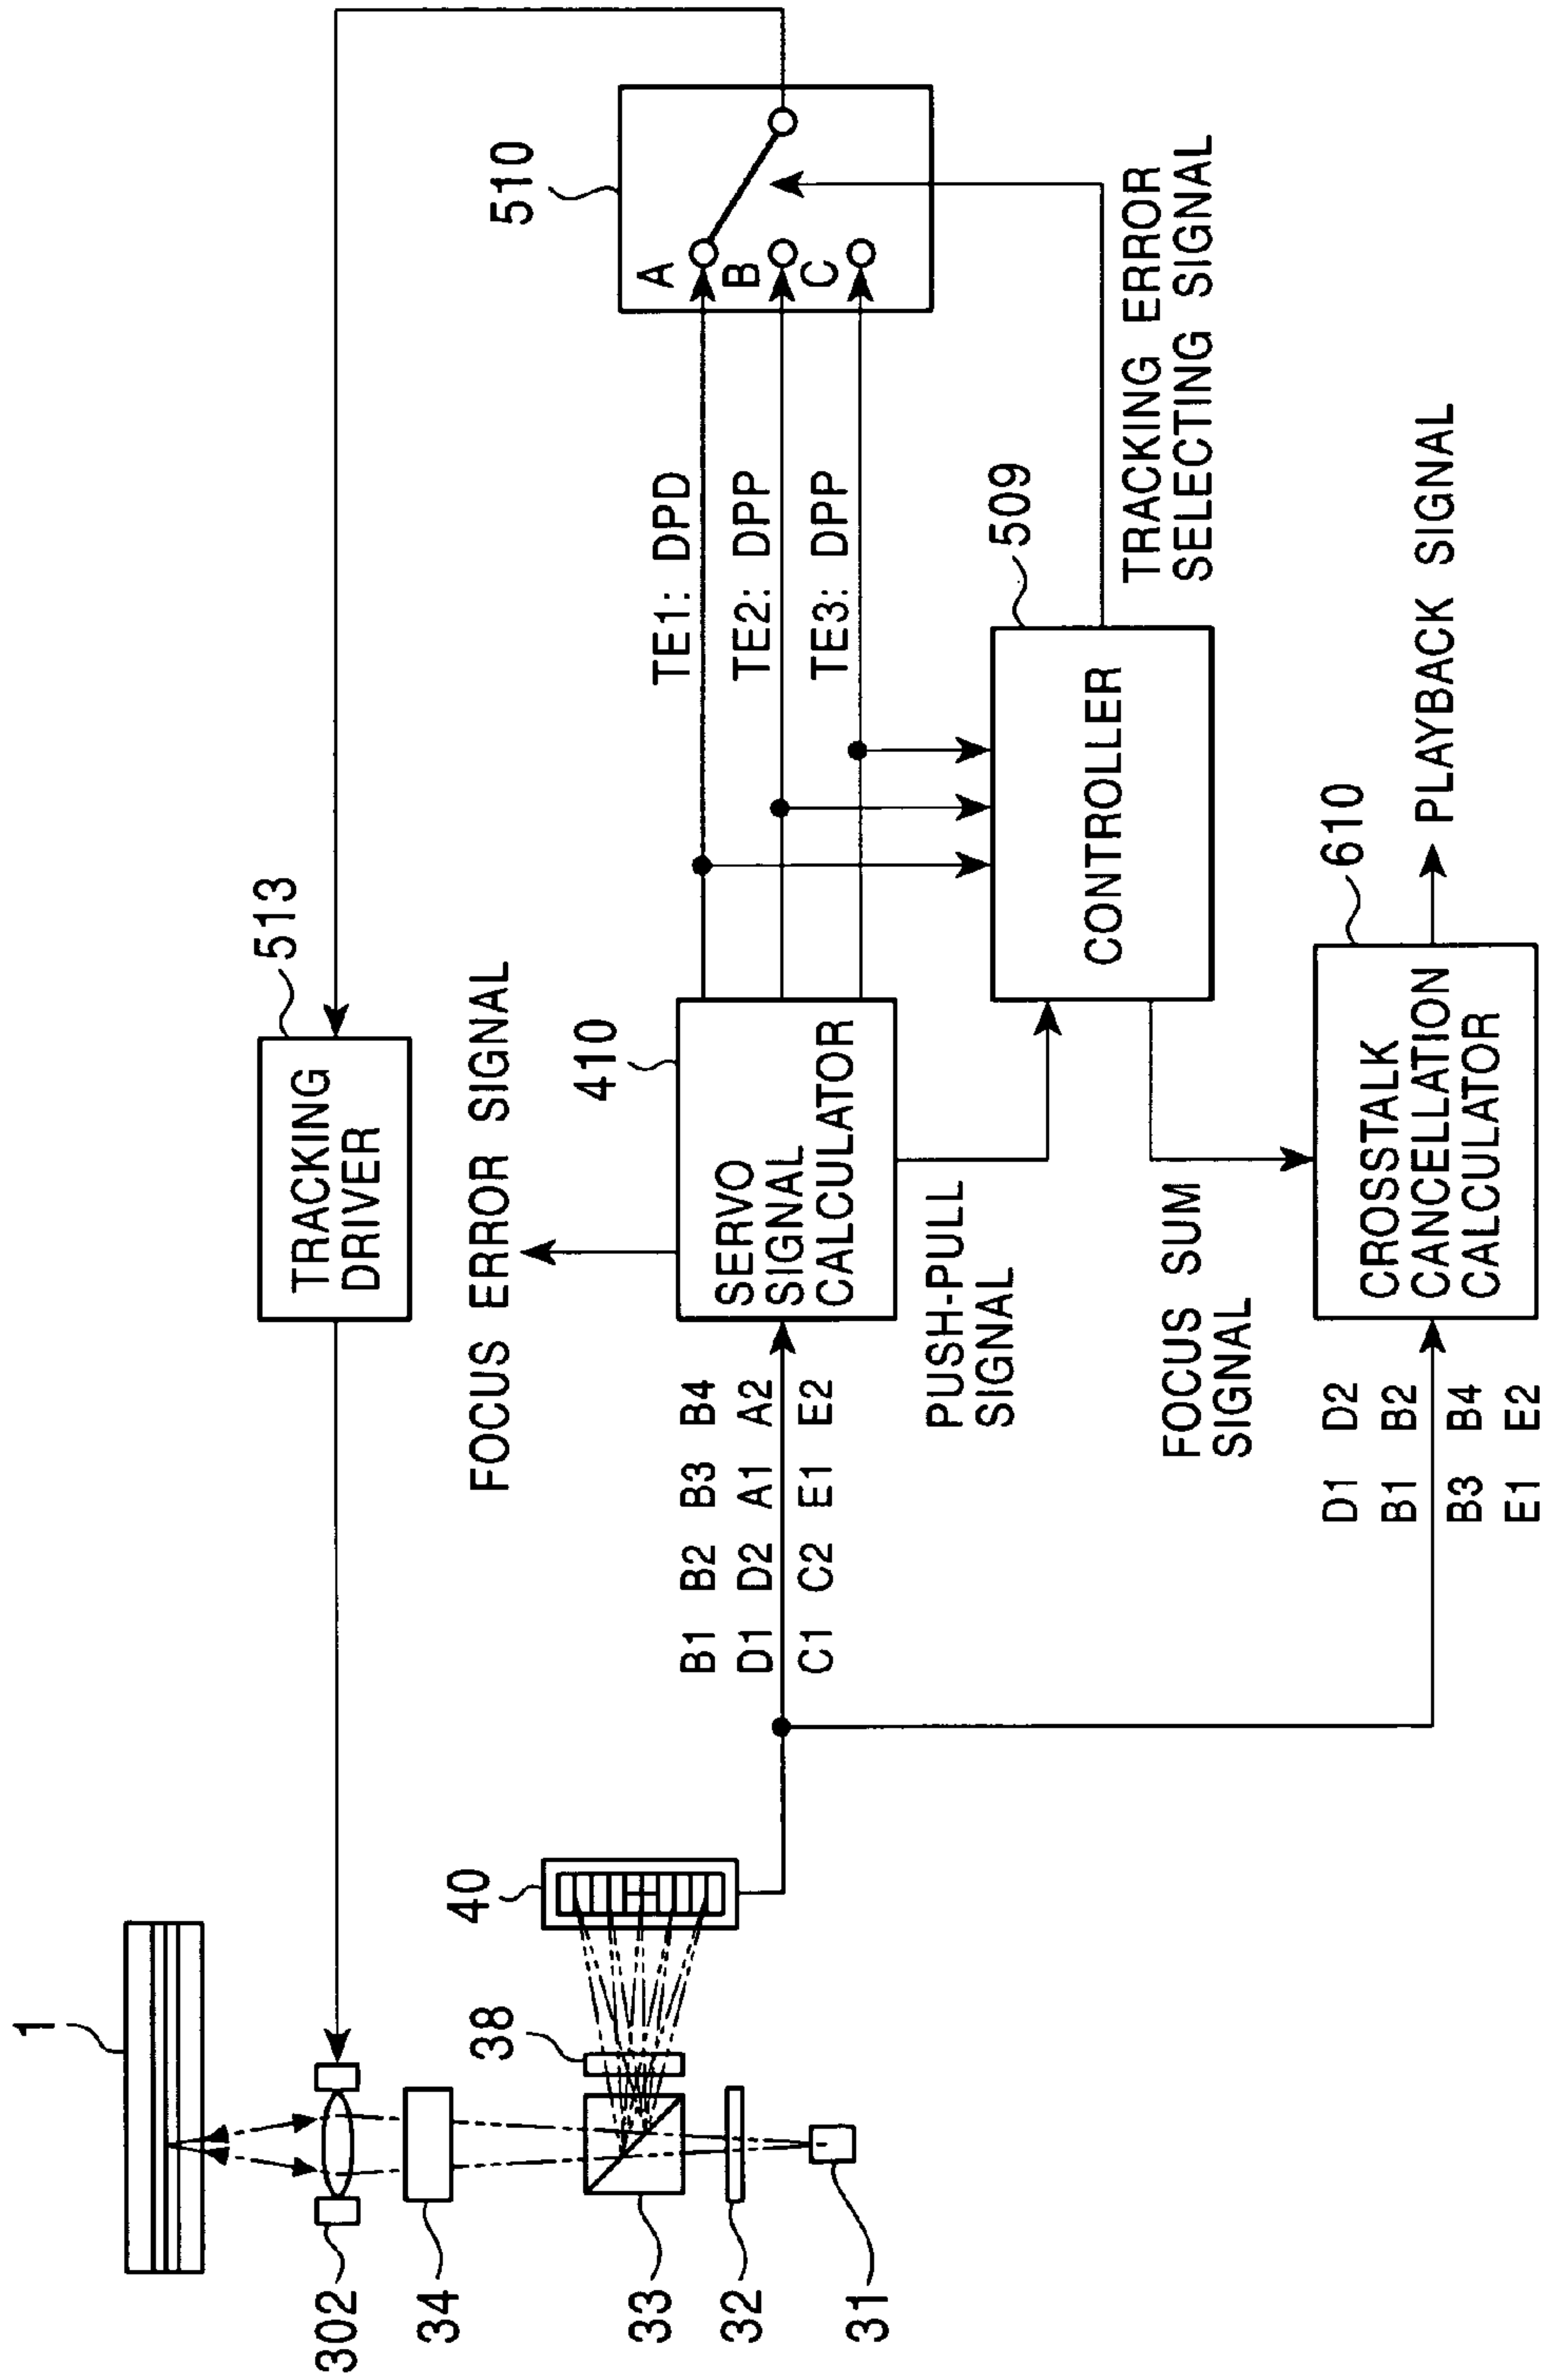 1
302
34
33
32
31
38
40
513
TRACKING
DRIVER
FOCUS ERROR SIGNAL
410
SERVO
SIGNAL
CALCULATOR
B1 B2 B3 B4
D1 D2 A1 A2
C1 C2 E1 E2
PUSH-PULL
SIGNAL
FOCUS SUM
SIGNAL
D1 D2
B1 B2
B3 B4
E1 E2
TE1: DPD
TE2: DPP
TE3: DPP
510
A
B
C
509
CONTROLLER
TRACKING ERROR
SELECTING SIGNAL
610
CROSSTALK
CANCELLATION
CALCULATOR
PLAYBACK SIGNAL